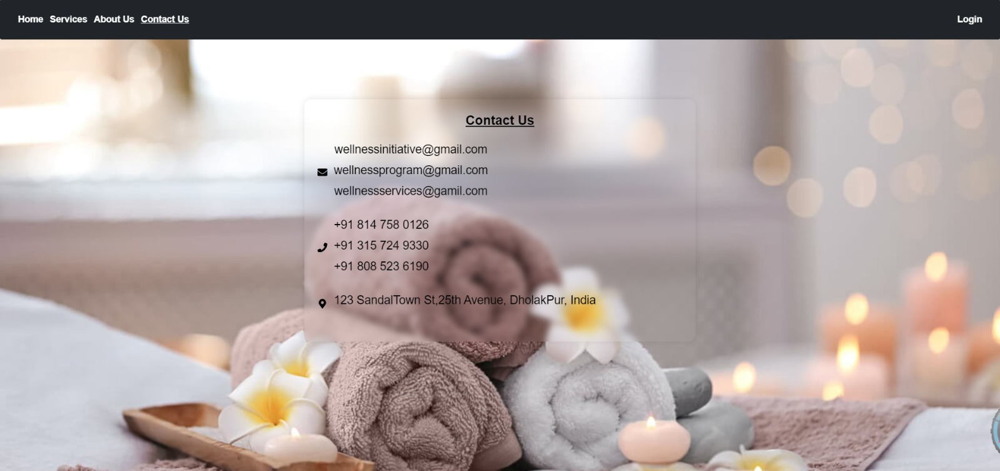 Home Services About Us Contact Us Login
Contact Us
wellnessinitiative@gmail.com
wellnessprogram@gmail.com
wellnessservices@gamil.com
+91 814 758 0126
+91 315 724 9330
+91 808 523 6190
123 SandalTown St,25th Avenue, DholakPur, India